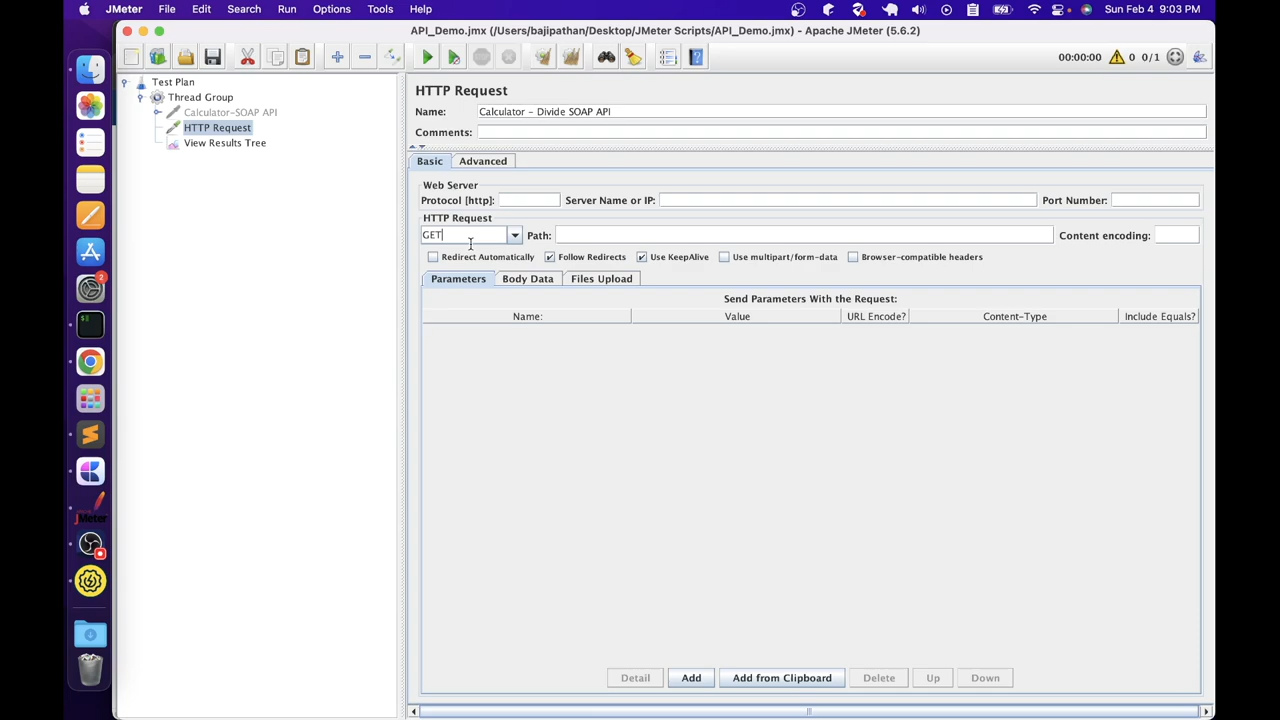 JMeter File Edit Search Run Options Tools Help Sun Feb 4 9:03 PM
API_Demo.jmx (/Users/bajipathan/Desktop/JMeter Scripts/API_Demo.jmx) - Apache JMeter (5.6.2)
00:00:00 0 0/1
Test Plan
Thread Group
Calculator-SOAP API
HTTP Request
View Results Tree
HTTP Request
Name: Calculator - Divide SOAP API
Comments:
Basic Advanced
Web Server
Protocol [http]: Server Name or IP: Port Number:
HTTP Request
GET Path: Content encoding:
Redirect Automatically Follow Redirects Use KeepAlive Use multipart/form-data Browser-compatible headers
Parameters Body Data Files Upload
Send Parameters With the Request:
Name: Value URL Encode? Content-Type Include Equals?
Detail Add Add from Clipboard Delete Up Down
2
JMeter